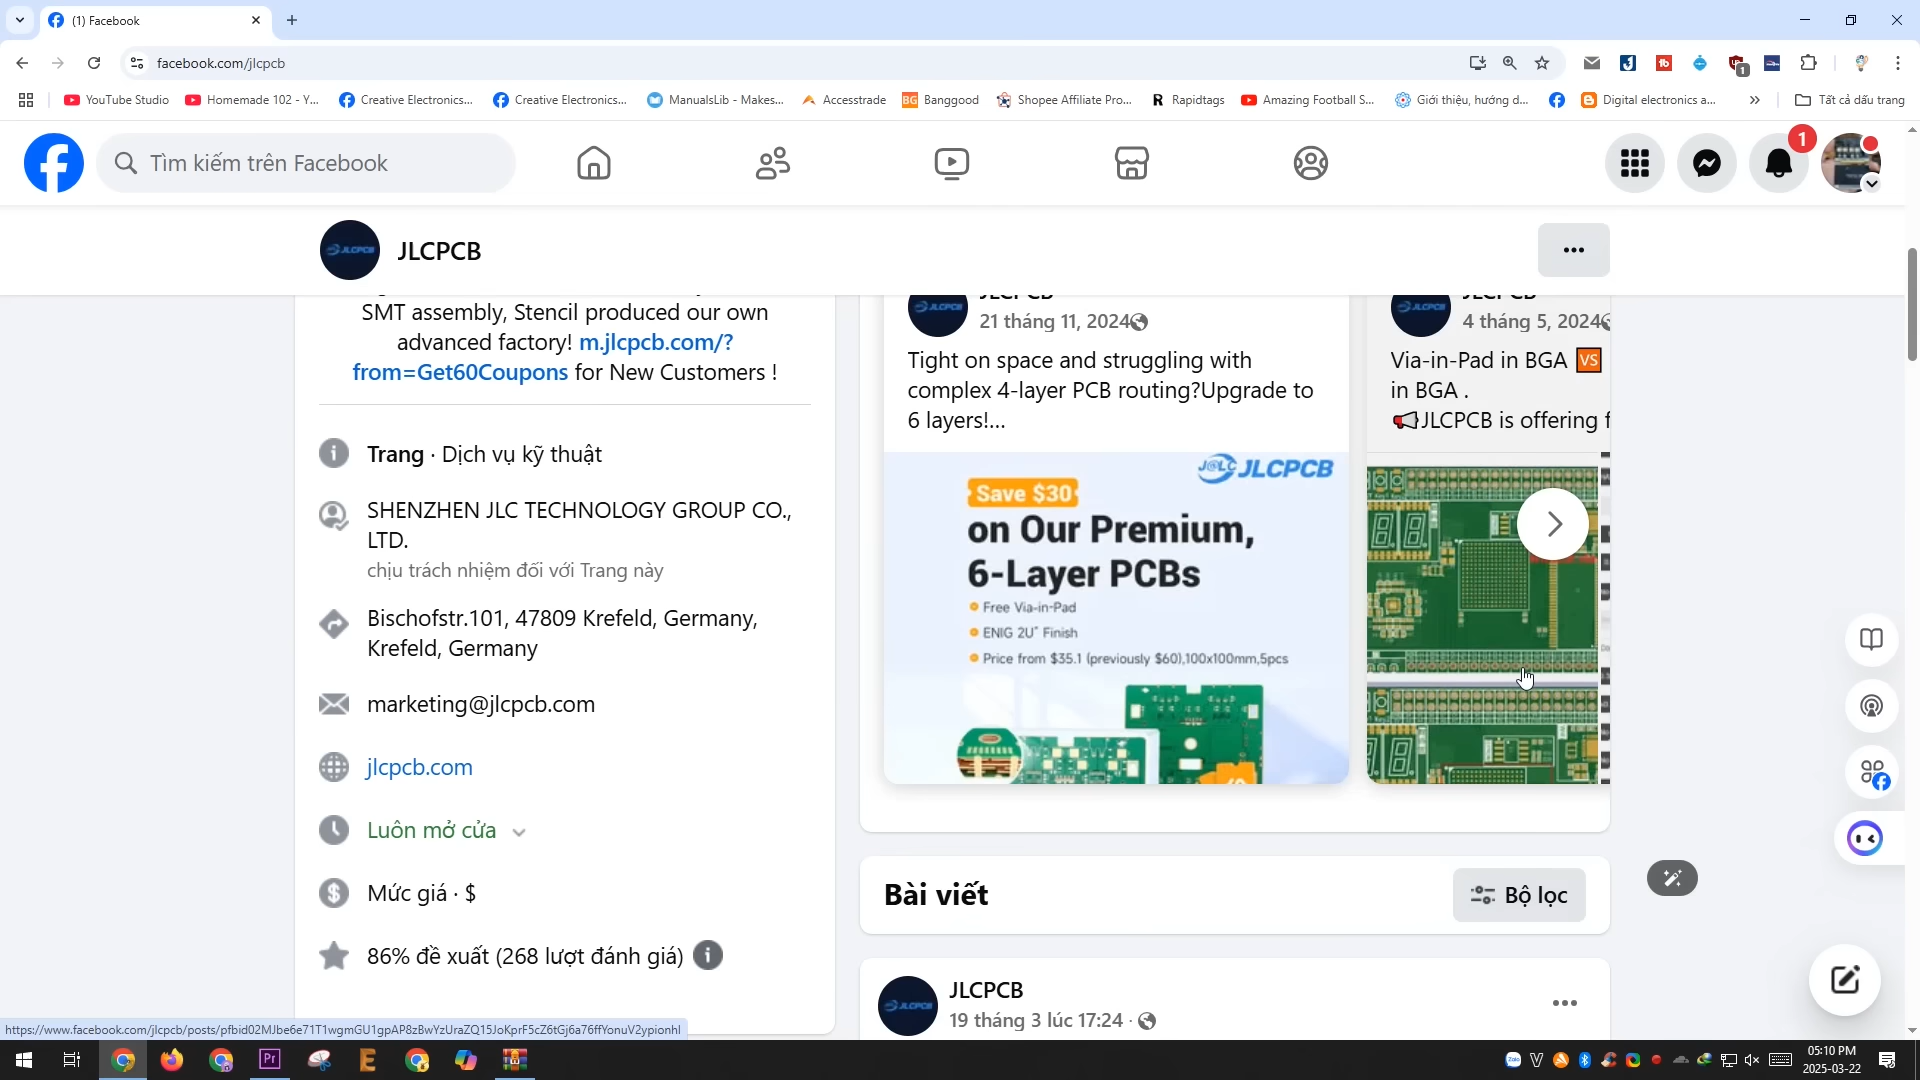 (1) Facebook
facebook.com/jlcpcb
YouTube Studio
Homemade 102 - Y...
Creative Electronics...
Creative Electronics...
ManualsLib - Makes...
Accesstrade
BG Banggood
Shopee Affiliate Pro...
R Rapidtags
Amazing Football S...
Giới thiệu, hướng d...
Digital electronics a...
Tất cả dấu trang
Tìm kiếm trên Facebook
1
JLCPCB
SMT assembly, Stencil produced our own
advanced factory! m.jlcpcb.com/?
from=Get60Coupons for New Customers !
Trang · Dịch vụ kỹ thuật
SHENZHEN JLC TECHNOLOGY GROUP CO.,
LTD.
chịu trách nhiệm đối với Trang này
Bischofstr.101, 47809 Krefeld, Germany,
Krefeld, Germany
marketing@jlcpcb.com
jlcpcb.com
Luôn mở cửa
Mức giá · $
86% đề xuất (268 lượt đánh giá)
JLCPCB
21 tháng 11, 2024
Tight on space and struggling with
complex 4-layer PCB routing?Upgrade to
6 layers!...
J@LC JLCPCB
Save $30
on Our Premium,
6-Layer PCBs
Free Via-in-Pad
ENIG 2U" Finish
Price from $35.1 (previously $60),100x100mm,5pcs
JLCPCB
4 tháng 5, 2024
Via-in-Pad in BGA VS
in BGA .
JLCPCB is offering f
Bài viết
Bộ lọc
JLCPCB
19 tháng 3 lúc 17:24 ·
https://www.facebook.com/jlcpcb/posts/pfbid02MJbe6e71T1wgmGU1gpAP8zBwYzUraZQ15JoKprF5cZ6tGj6a76ffYonuV2ypionhl
05:10 PM
2025-03-22